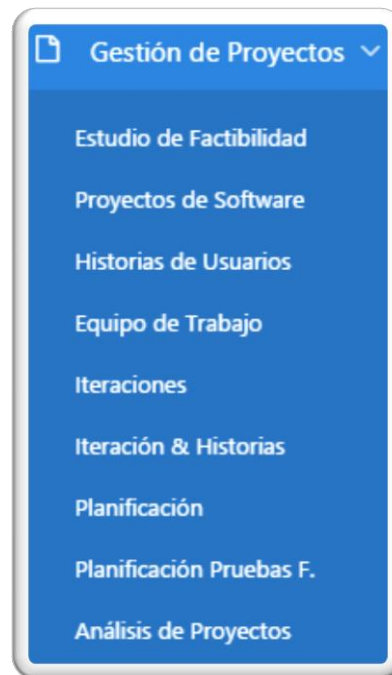 Gestión de Proyectos
Estudio de Factibilidad
Proyectos de Software
Historias de Usuarios
Equipo de Trabajo
Iteraciones
Iteración & Historias
Planificación
Planificación Pruebas F.
Análisis de Proyectos